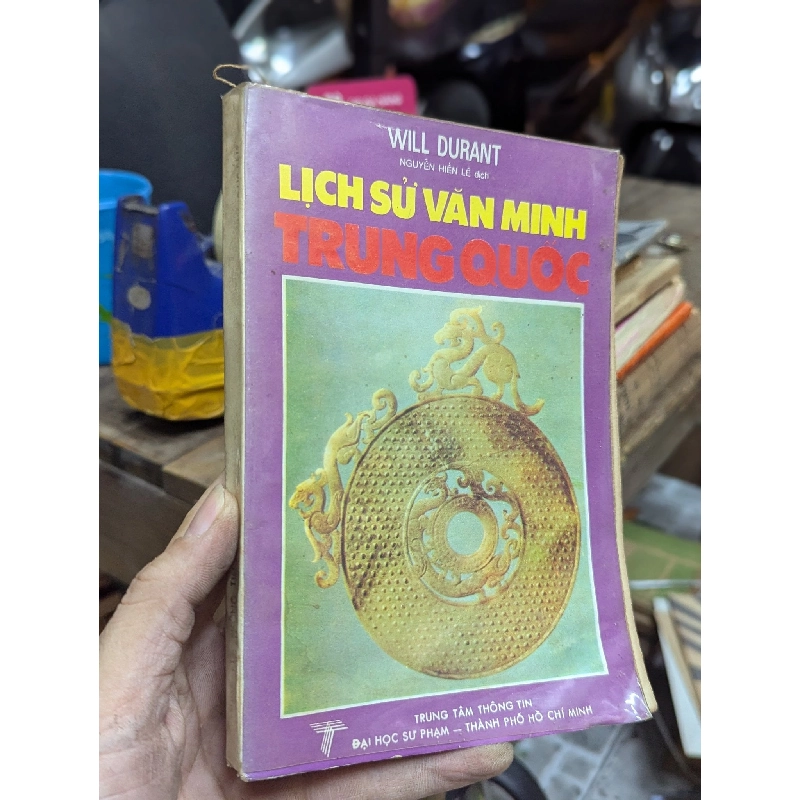 WILL DURANT
NGUYỄN HIẾN LÊ dịch
LỊCH SỬ VĂN MINH
TRUNG QUOC
TRUNG TÂM THÔNG TIN
ĐẠI HỌC SƯ PHẠM – THÀNH PHỐ HỒ CHÍ MINH